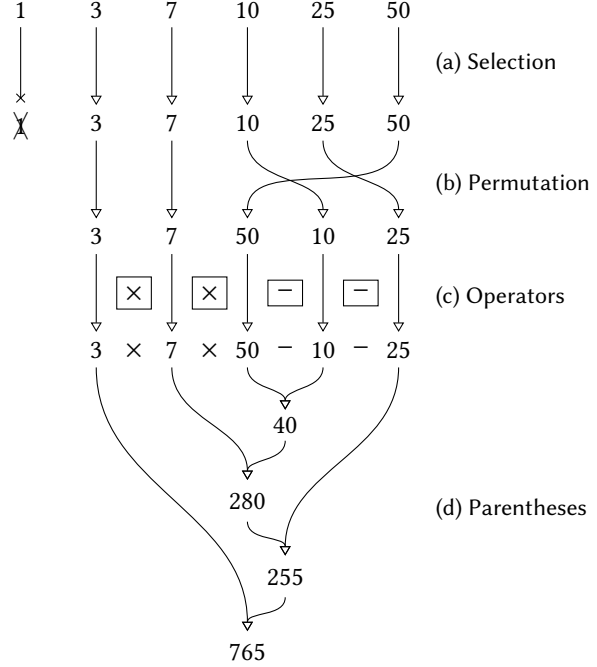 1 3 7 10 25 50
(a) Selection
1 3 7 10 25 50
(b) Permutation
3 7 50 10 25
× × − − (c) Operators
3 × 7 × 50 − 10 − 25
40
280
(d) Parentheses
255
765